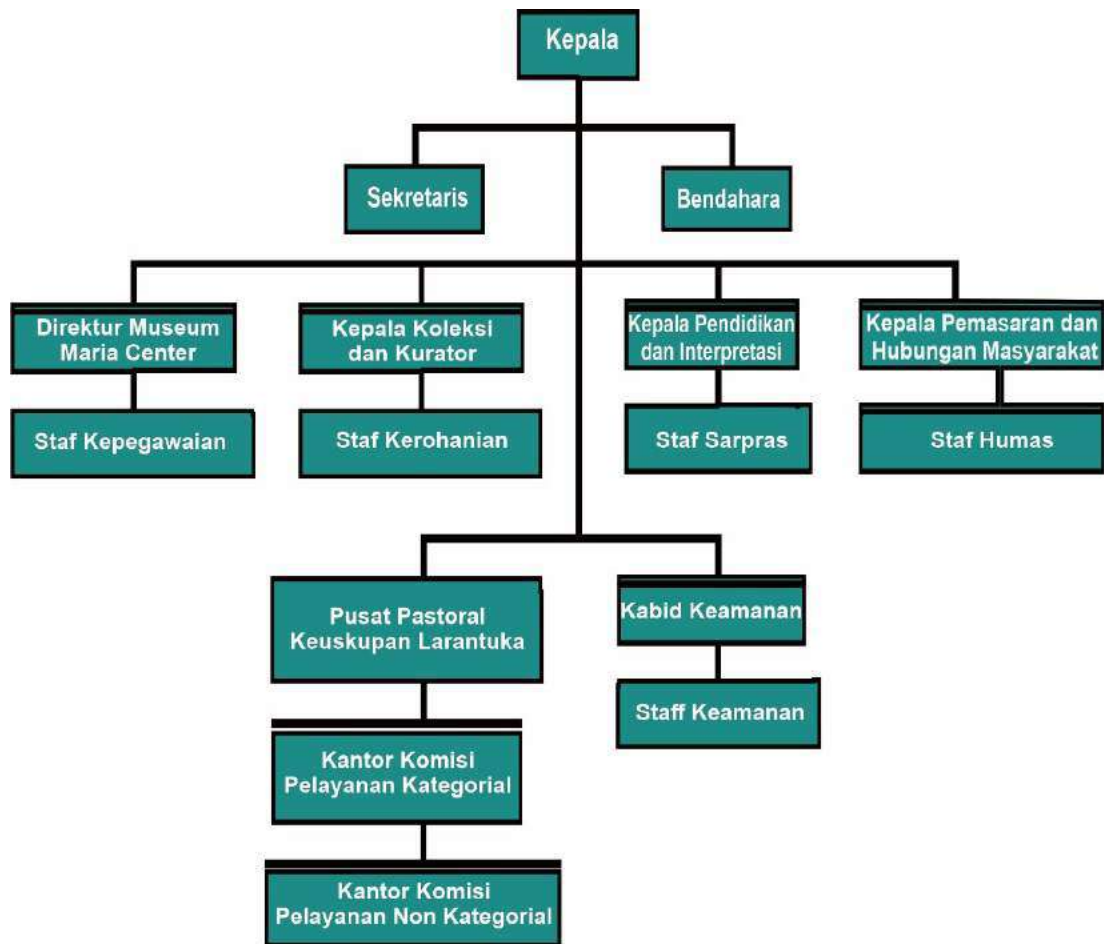 Kepala
Sekretaris
Bendahara
Direktur Museum
Maria Center
Kepala Koleksi
dan Kurator
Kepala Pendidikan
dan Interpretasi
Kepala Pemasaran dan
Hubungan Masyarakat
Staf Kepegawaian
Staf Kerohanian
Staf Sarpras
Staf Humas
Pusat Pastoral
Keuskupan Larantuka
Kabid Keamanan
Staff Keamanan
Kantor Komisi
Pelayanan Kategorial
Kantor Komisi
Pelayanan Non Kategorial